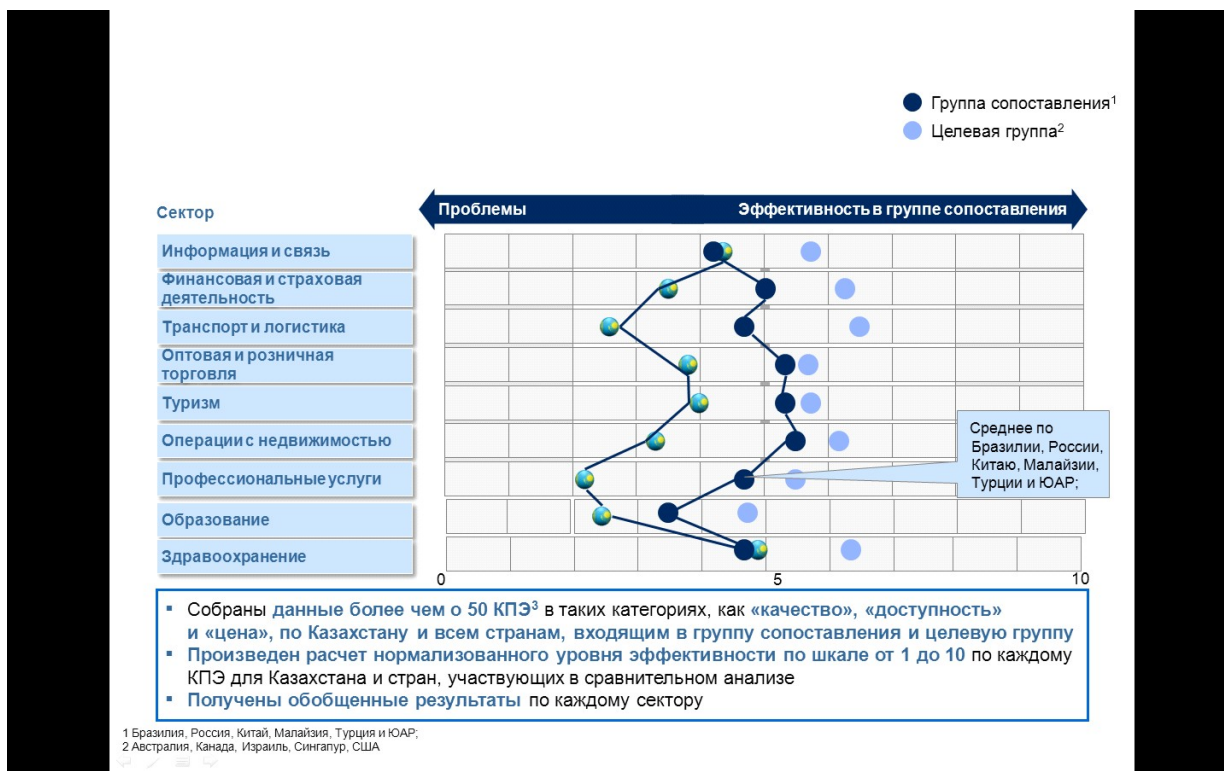 Группа сопоставления¹
Целевая группа²
Сектор
Проблемы
Эффективность в группе сопоставления
Информация и связь
Финансовая и страховая
деятельность
Транспорт и логистика
Оптовая и розничная
торговля
Туризм
Операции с недвижимостью
Профессиональные услуги
Образование
Здравоохранение
Среднее по
Бразилии, России,
Китаю, Малайзии,
Турции и ЮАР;
0
5
10
▪ Собраны данные более чем о 50 КПЭ³ в таких категориях, как «качество», «доступность»
и «цена», по Казахстану и всем странам, входящим в группу сопоставления и целевую группу
▪ Произведен расчет нормализованного уровня эффективности по шкале от 1 до 10 по каждому
КПЭ для Казахстана и стран, участвующих в сравнительном анализе
▪ Получены обобщенные результаты по каждому сектору
1 Бразилия, Россия, Китай, Малайзия, Турция и ЮАР;
2 Австралия, Канада, Израиль, Сингапур, США